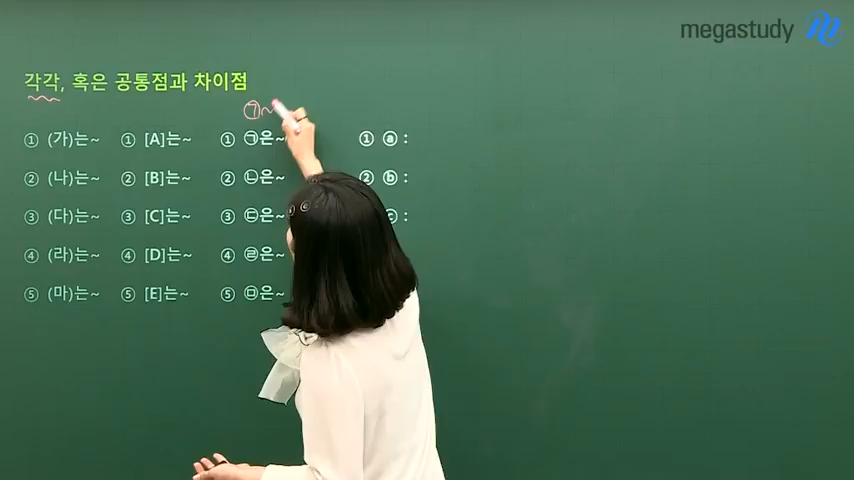 megastudy
각각, 혹은 공통점과 차이점
㉠~
① (가)는~ ① [A]는~ ① ㉠은~ ① ⓐ :
② (나)는~ ② [B]는~ ② ㉡은~ ② ⓑ :
③ (다)는~ ③ [C]는~ ③ ㉢은~ ⓒ :
④ (라)는~ ④ [D]는~ ④ ㉣은~
⑤ (마)는~ ⑤ [E]는~ ⑤ ㉤은~